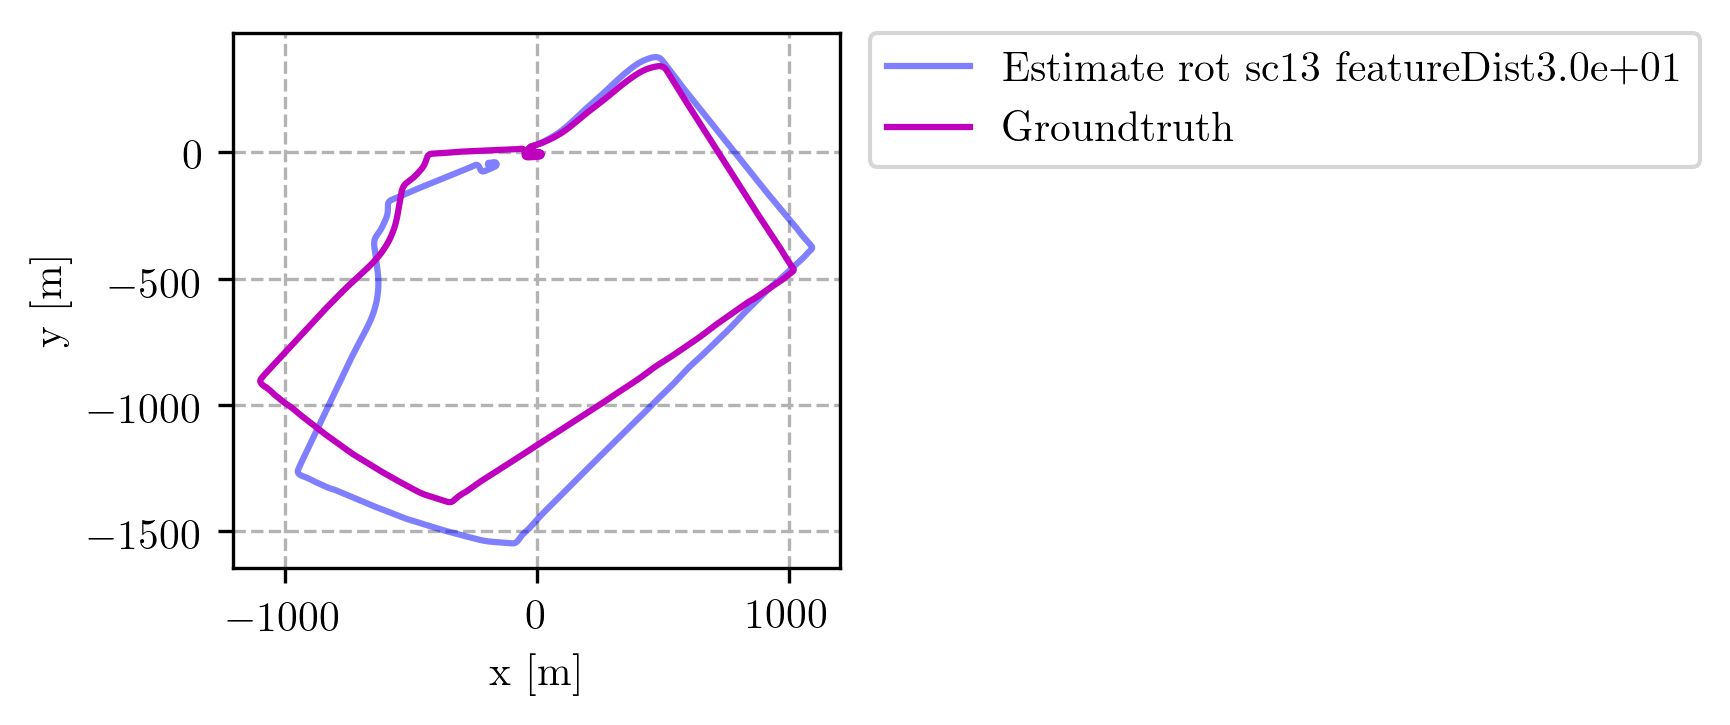 Estimate rot sc13 featureDist3.0e+01
Groundtruth
0
−500
−1000
−1500
y [m]
−1000
0
1000
x [m]